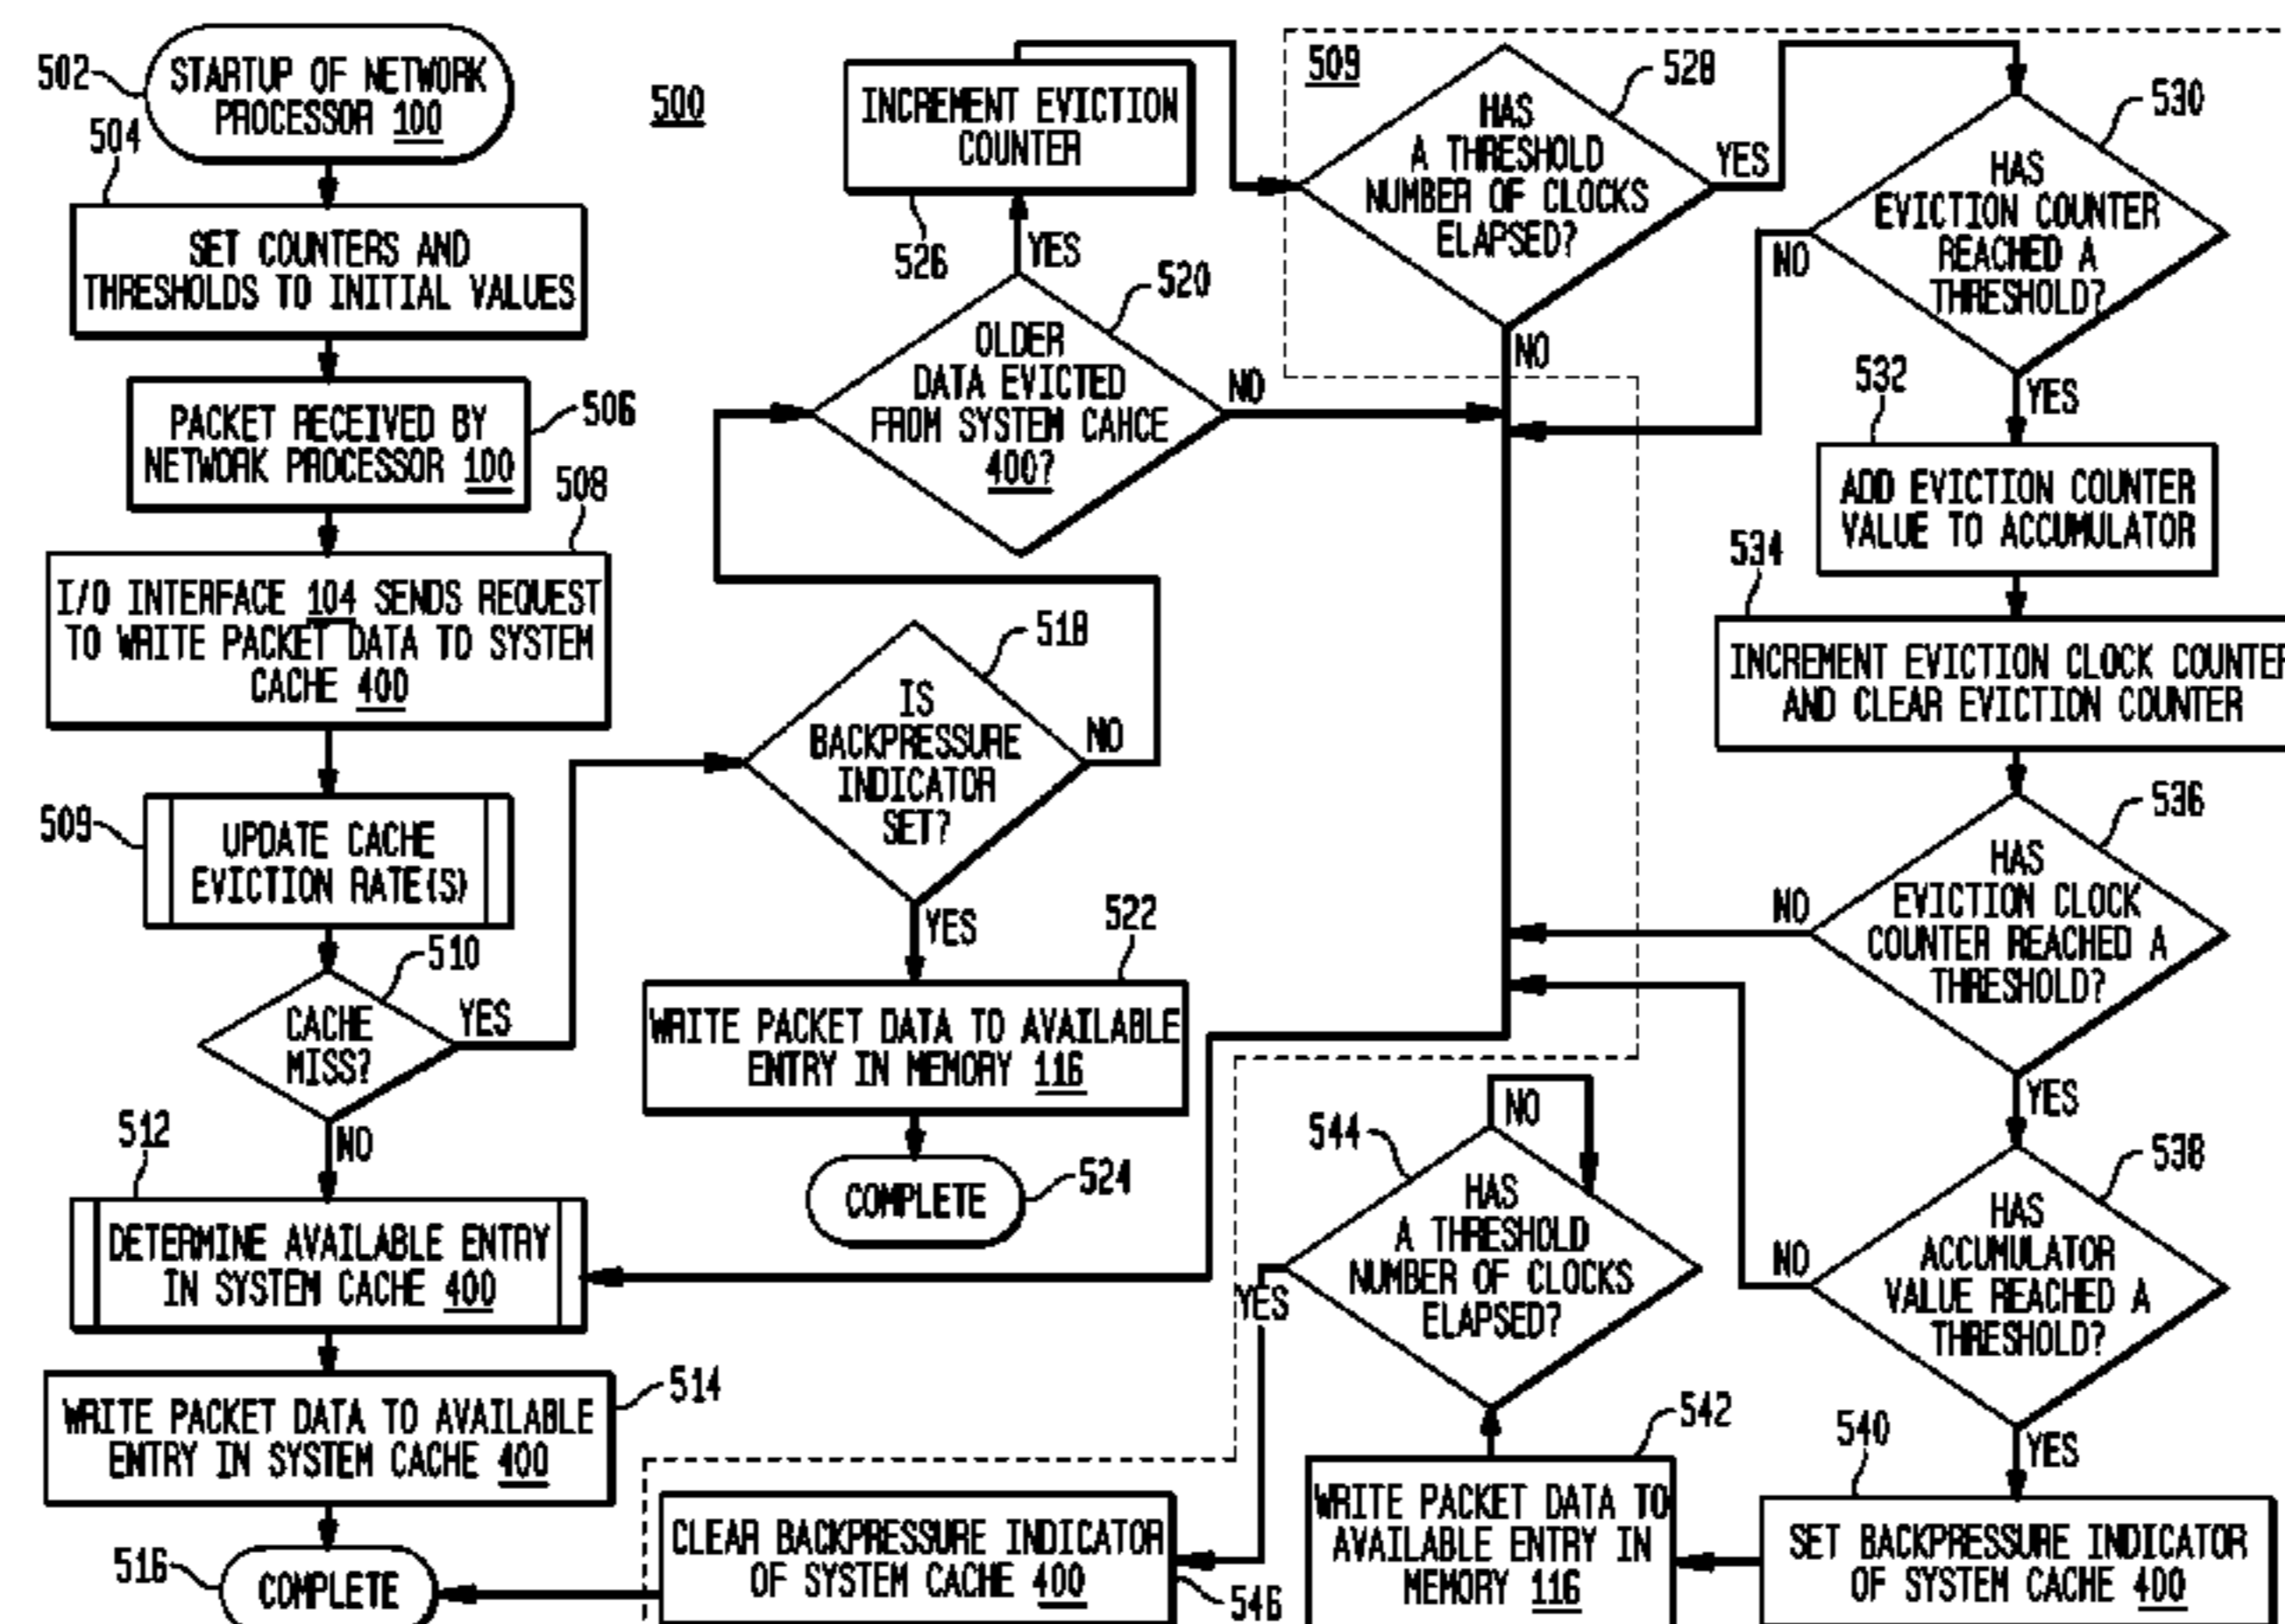 502
STARTUP OF NETWORK
PROCESSOR 100
504
SET COUNTERS AND
THRESHOLDS TO INITIAL VALUES
PACKET RECEIVED BY
NETWORK PROCESSOR 100
506
508
I/O INTERFACE 104 SENDS REQUEST
TO WRITE PACKET DATA TO SYSTEM
CACHE 400
509
UPDATE CACHE
EVICTION RATE(S)
510
CACHE
MISS?
YES
NO
512
DETERMINE AVAILABLE ENTRY
IN SYSTEM CACHE 400
514
WRITE PACKET DATA TO AVAILABLE
ENTRY IN SYSTEM CACHE 400
516
COMPLETE
500
INCREMENT EVICTION
COUNTER
526
YES
520
OLDER
DATA EVICTED
FROM SYSTEM CAHCE
400?
NO
518
IS
BACKPRESSURE
INDICATOR
SET?
NO
YES
522
WRITE PACKET DATA TO AVAILABLE
ENTRY IN MEMORY 116
COMPLETE
524
509
528
HAS
A THRESHOLD
NUMBER OF CLOCKS
ELAPSED?
YES
NO
530
HAS
EVICTION COUNTER
REACHED A
THRESHOLD?
NO
YES
532
ADD EVICTION COUNTER
VALUE TO ACCUMULATOR
534
INCREMENT EVICTION CLOCK COUNTER
AND CLEAR EVICTION COUNTER
536
HAS
EVICTION CLOCK
COUNTER REACHED A
THRESHOLD?
NO
YES
538
HAS
ACCUMULATOR
VALUE REACHED A
THRESHOLD?
NO
YES
540
SET BACKPRESSURE INDICATOR
OF SYSTEM CACHE 400
542
WRITE PACKET DATA TO
AVAILABLE ENTRY IN
MEMORY 116
544
NO
HAS
A THRESHOLD
NUMBER OF CLOCKS
ELAPSED?
YES
CLEAR BACKPRESSURE INDICATOR
OF SYSTEM CACHE 400
546